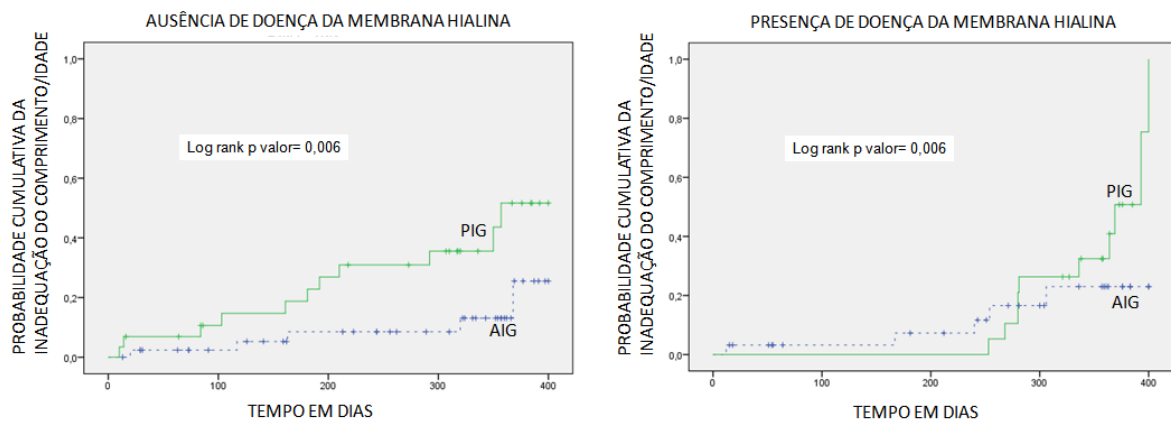 AUSÊNCIA DE DOENÇA DA MEMBRANA HIALINA
PROBABILIDADE CUMULATIVA DA
INADEQUAÇÃO DO COMPRIMENTO/IDADE
1,0
0,8
0,6
0,4
0,2
0,0
Log rank p valor= 0,006
PIG
AIG
0
100
200
300
400
TEMPO EM DIAS
PRESENÇA DE DOENÇA DA MEMBRANA HIALINA
PROBABILIDADE CUMULATIVA DA
INADEQUAÇÃO DO COMPRIMENTO/IDADE
1,0
0,8
0,6
0,4
0,2
0,0
Log rank p valor= 0,006
PIG
AIG
0
100
200
300
400
TEMPO EM DIAS